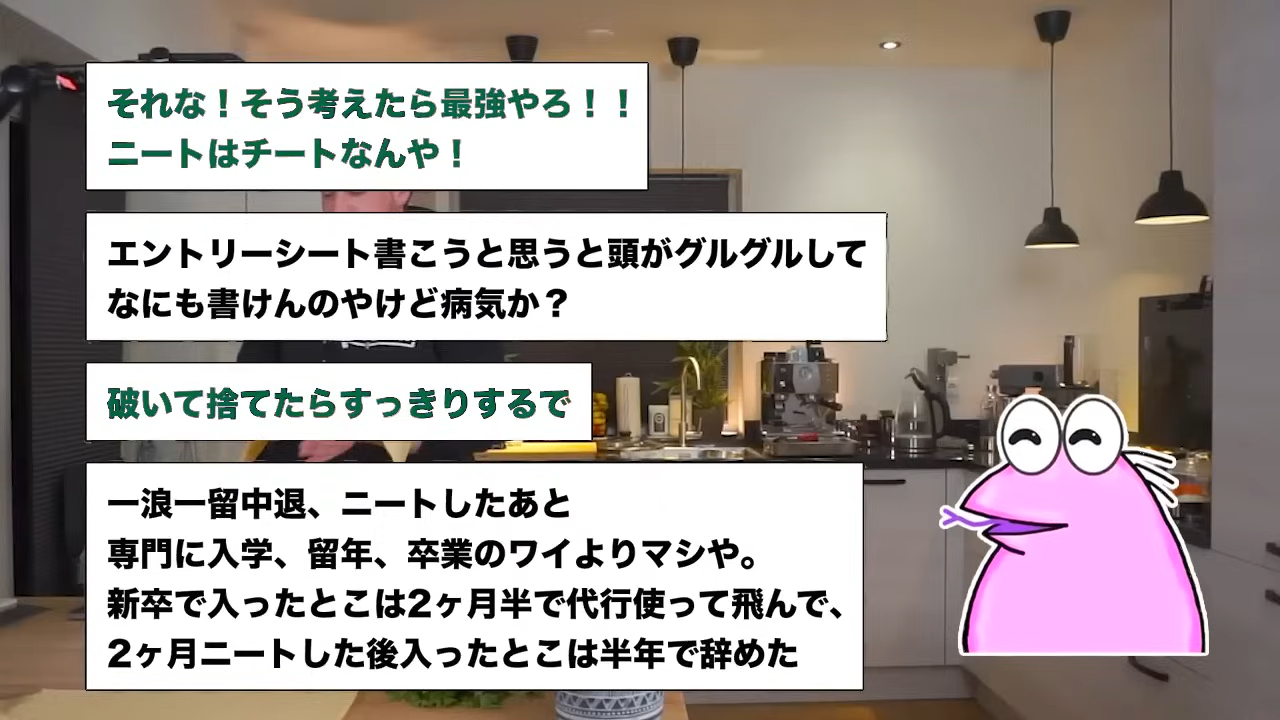 それな！そう考えたら最強やろ！！
ニートはチートなんや！
エントリーシート書こうと思うと頭がグルグルして
なにも書けんのやけど病気か？
破いて捨てたらすっきりするで
一浪一留中退、ニートしたあと
専門に入学、留年、卒業のワイよりマシや。
新卒で入ったとこは2ヶ月半で代行使って飛んで、
2ヶ月ニートした後入ったとこは半年で辞めた